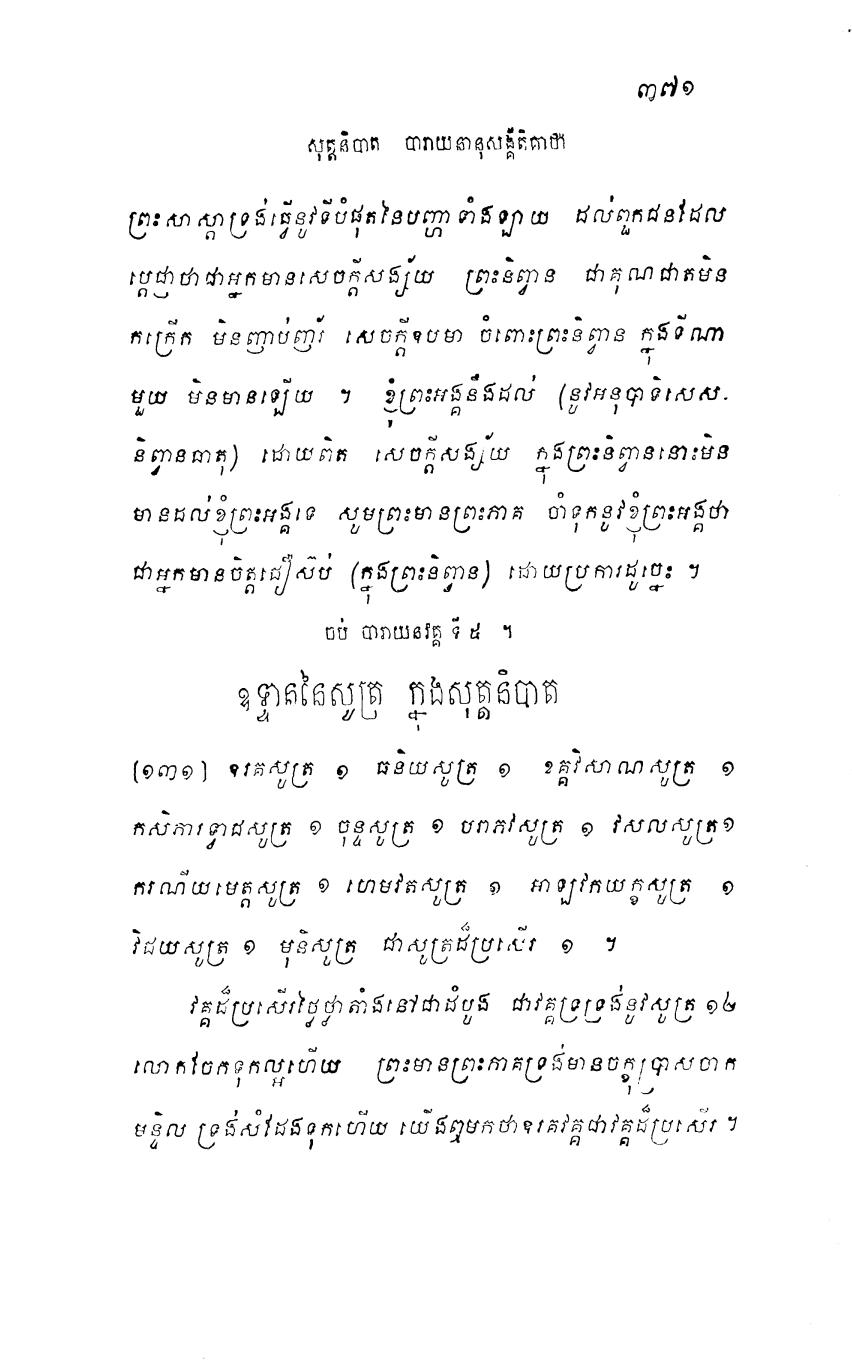 ៣៧១
សុត្តនិបាត បារាយនានុសង្គីតិគាថា
ព្រះសាស្តាទ្រង់ធ្វើនូវទីបំផុតនៃបញ្ហាទាំងឡាយ ដល់ពួកជនដែល
ប្តេជ្ញាថាជាអ្នកមានសេចក្តីសង្ស័យ ព្រះនិព្វាន ជាគុណជាតមិន
កក្រើក មិនញាប់ញ័រ សេចក្តីឧបមា ចំពោះព្រះនិព្វាន ក្នុងទីណា
មួយ មិនមានឡើយ ។ ខ្ញុំព្រះអង្គនឹងដល់ (នូវអនុបាទិសេស-
និព្វានធាតុ) ដោយពិត សេចក្តីសង្ស័យ ក្នុងព្រះនិព្វាននោះមិន
មានដល់ខ្ញុំព្រះអង្គទេ សូមព្រះមានព្រះភាគ ចាំទុកនូវខ្ញុំព្រះអង្គថា
ជាអ្នកមានចិត្តជឿស៊ប់ (ក្នុងព្រះនិព្វាន) ដោយប្រការដូច្នេះ ។
ចប់ បារាយនវគ្គ ទី ៥ ។
ឧទ្ទាននៃសូត្រ ក្នុងសុត្តនិបាត
(១៣១) ឧរគសូត្រ ១ ធនិយសូត្រ ១ ខគ្គវិសាណសូត្រ ១
កសិភារទ្វាជសូត្រ ១ ចុន្ទសូត្រ ១ បរាភវសូត្រ ១ វសលសូត្រ១
ករណីយមេត្តសូត្រ ១ ហេមវតសូត្រ ១ អាឡវកយក្ខសូត្រ ១
វិជយសូត្រ ១ មុនិសូត្រ ជាសូត្រដ៏ប្រសើរ ១ ។
វគ្គដ៏ប្រសើរថ្លៃថ្លាតាំងនៅជាដំបូង ជាវគ្គទ្រទ្រង់នូវសូត្រ ១២
លោកចែកទុកល្អហើយ ព្រះមានព្រះភាគទ្រង់មានចក្ខុប្រាសចាក
មន្ទិល ទ្រង់សំដែងទុកហើយ យើងឮមកថាឧរគវគ្គជាវគ្គដ៏ប្រសើរ ។